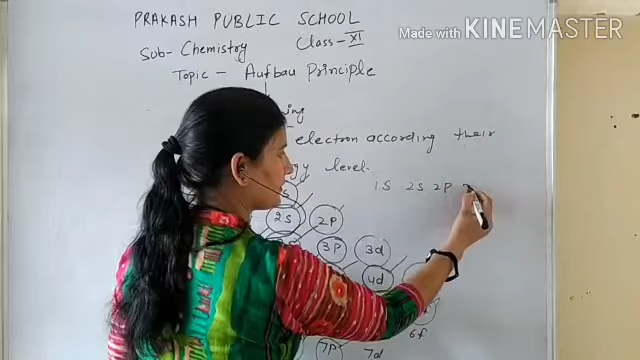 Made with KINEMASTER
PRAKASH PUBLIC SCHOOL
Sub- Chemistry Class - XI
Topic - Aufbau Principle
electron according their
level.
1S 2S 2P
2S 2P
3P 3d
4d
6f
7P 7d